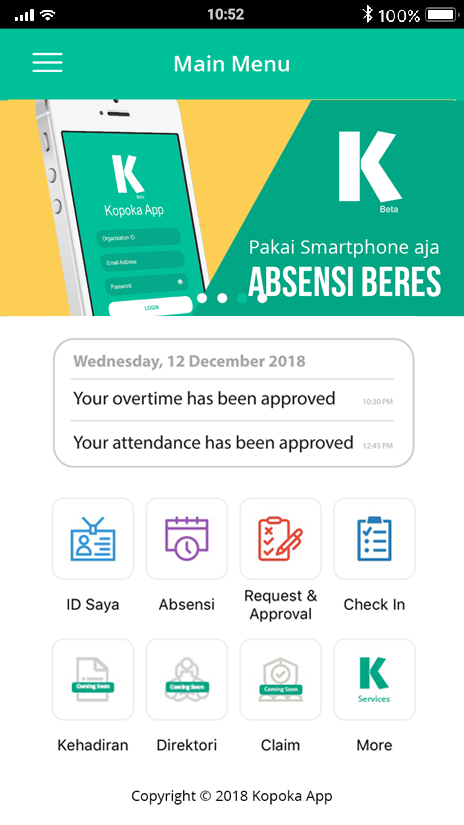 10:52
100%
Main Menu
K
Beta
Kopoka App
Organization ID
Email Address
Password
LOGIN
K
Beta
Pakai Smartphone aja
ABSENSI BERES
Wednesday, 12 December 2018
Your overtime has been approved 10:30 PM
Your attendance has been approved 12:45 PM
ID Saya
Absensi
Request &
Approval
Check In
Coming Soon
Coming Soon
Coming Soon
K
Services
Kehadiran
Direktori
Claim
More
Copyright © 2018 Kopoka App